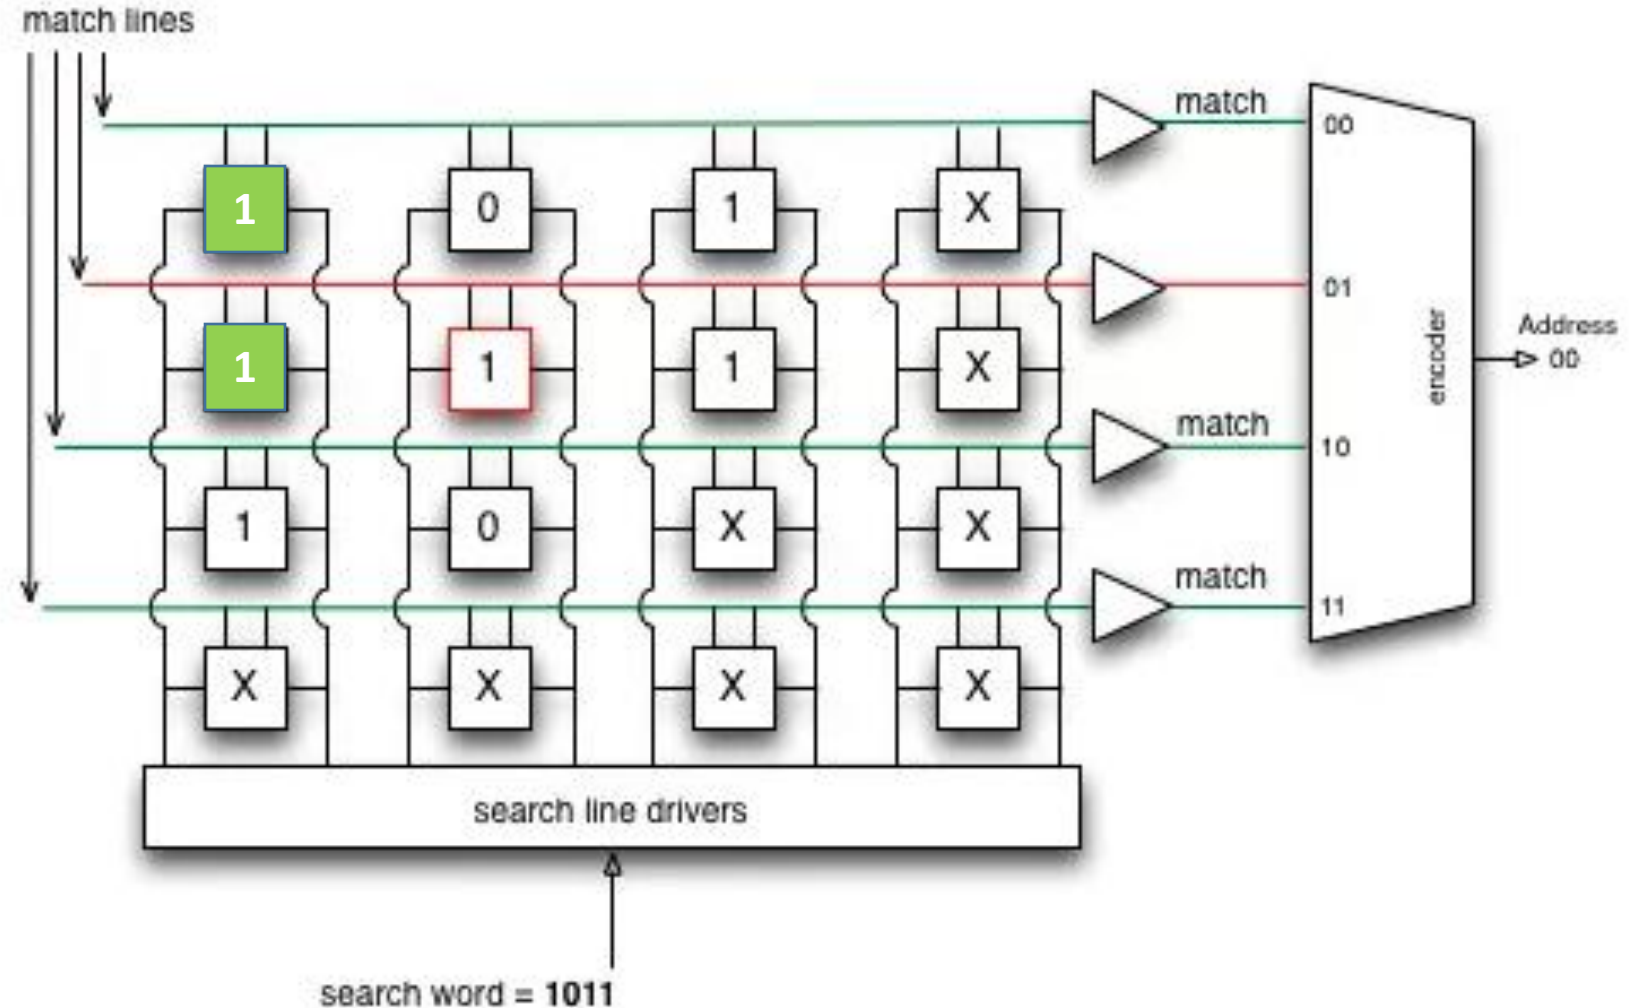 match lines
match
00
1 0 1 X
01
1 1 1 X
Address
00
encoder
match
10
1 0 X X
match
11
X X X X
search line drivers
search word = 1011